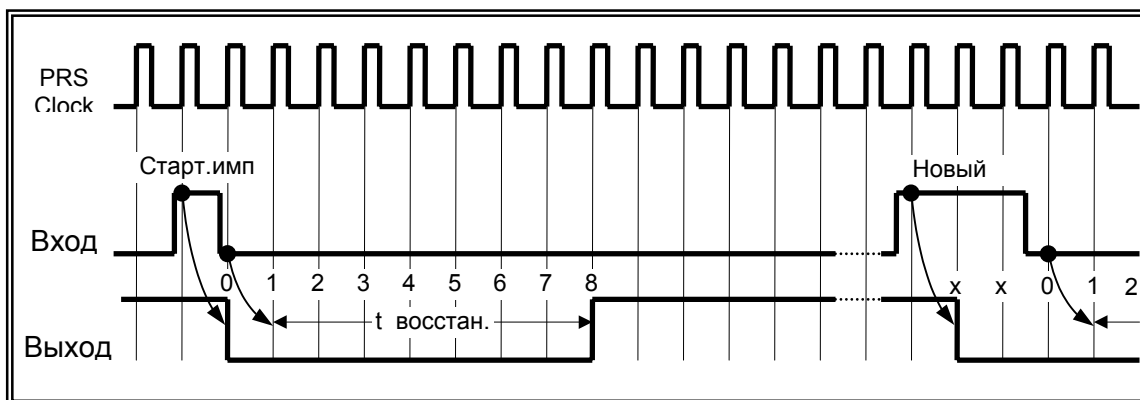 PRS
Clock
Старт.имп
Новый
Вход
0 1 2 3 4 5 6 7 8 x x 0 1 2
t восстан.
Выход